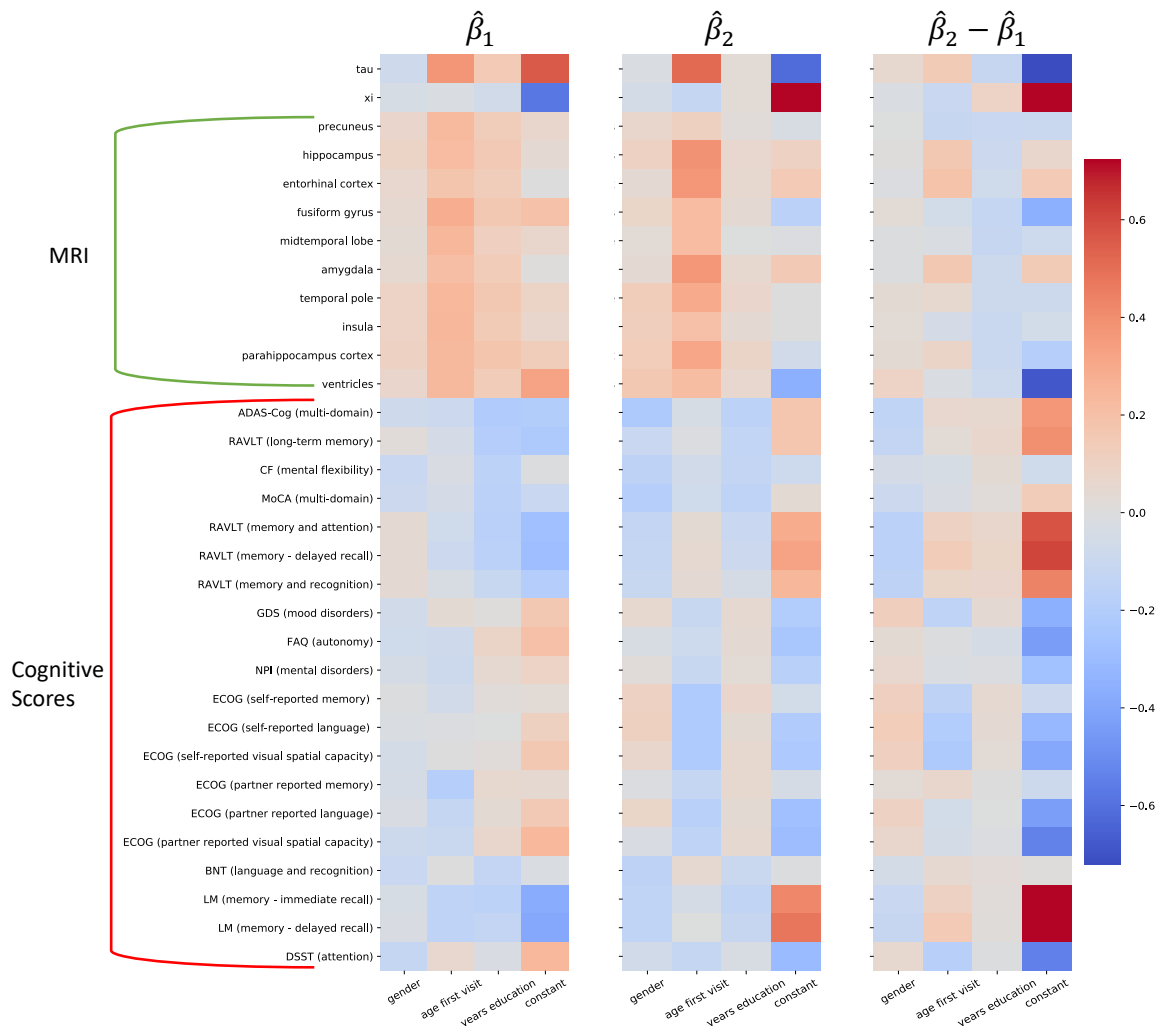 β̂₁
β̂₂
β̂₂ − β̂₁
tau
xi
precuneus
hippocampus
entorhinal cortex
fusiform gyrus
midtemporal lobe
amygdala
temporal pole
insula
parahippocampus cortex
ventricles
ADAS-Cog (multi-domain)
RAVLT (long-term memory)
CF (mental flexibility)
MoCA (multi-domain)
RAVLT (memory and attention)
RAVLT (memory - delayed recall)
RAVLT (memory and recognition)
GDS (mood disorders)
FAQ (autonomy)
NPI (mental disorders)
ECOG (self-reported memory)
ECOG (self-reported language)
ECOG (self-reported visual spatial capacity)
ECOG (partner reported memory)
ECOG (partner reported language)
ECOG (partner reported visual spatial capacity)
BNT (language and recognition)
LM (memory - immediate recall)
LM (memory - delayed recall)
DSST (attention)
MRI
Cognitive
Scores
gender
age first visit
years education
constant
gender
age first visit
years education
constant
gender
age first visit
years education
constant
0.6
0.4
0.2
0.0
−0.2
−0.4
−0.6